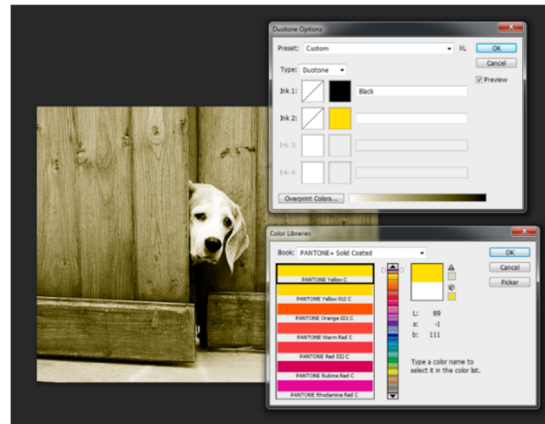 Duotone Options
Preset: Custom
OK
Cancel
Preview
Type: Duotone
Ink 1: Black
Ink 2:
Ink 3:
Ink 4:
Overprint Colors...
Color Libraries
Book: PANTONE+ Solid Coated
OK
Cancel
Picker
PANTONE Yellow C
PANTONE Yellow 012 C
PANTONE Orange 021 C
PANTONE Warm Red C
PANTONE Red 032 C
PANTONE Rubine Red C
PANTONE Rhodamine Red C
L: 89
a: -1
b: 111
Type a color name to
select it in the color list.